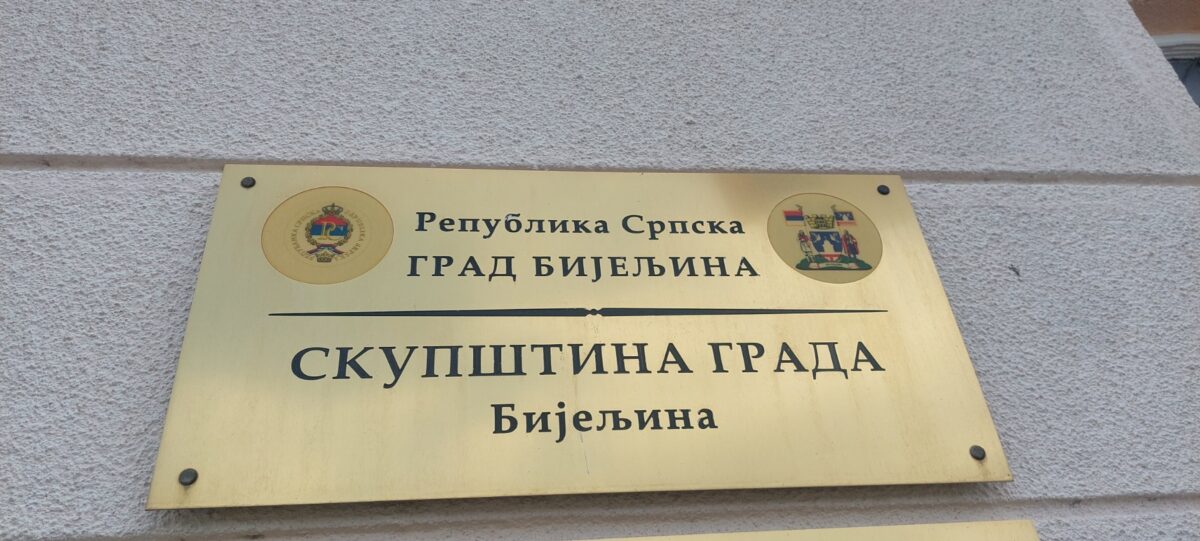 Република Српска
ГРАД БИЈЕЉИНА
СКУПШТИНА ГРАДА
Бијељина